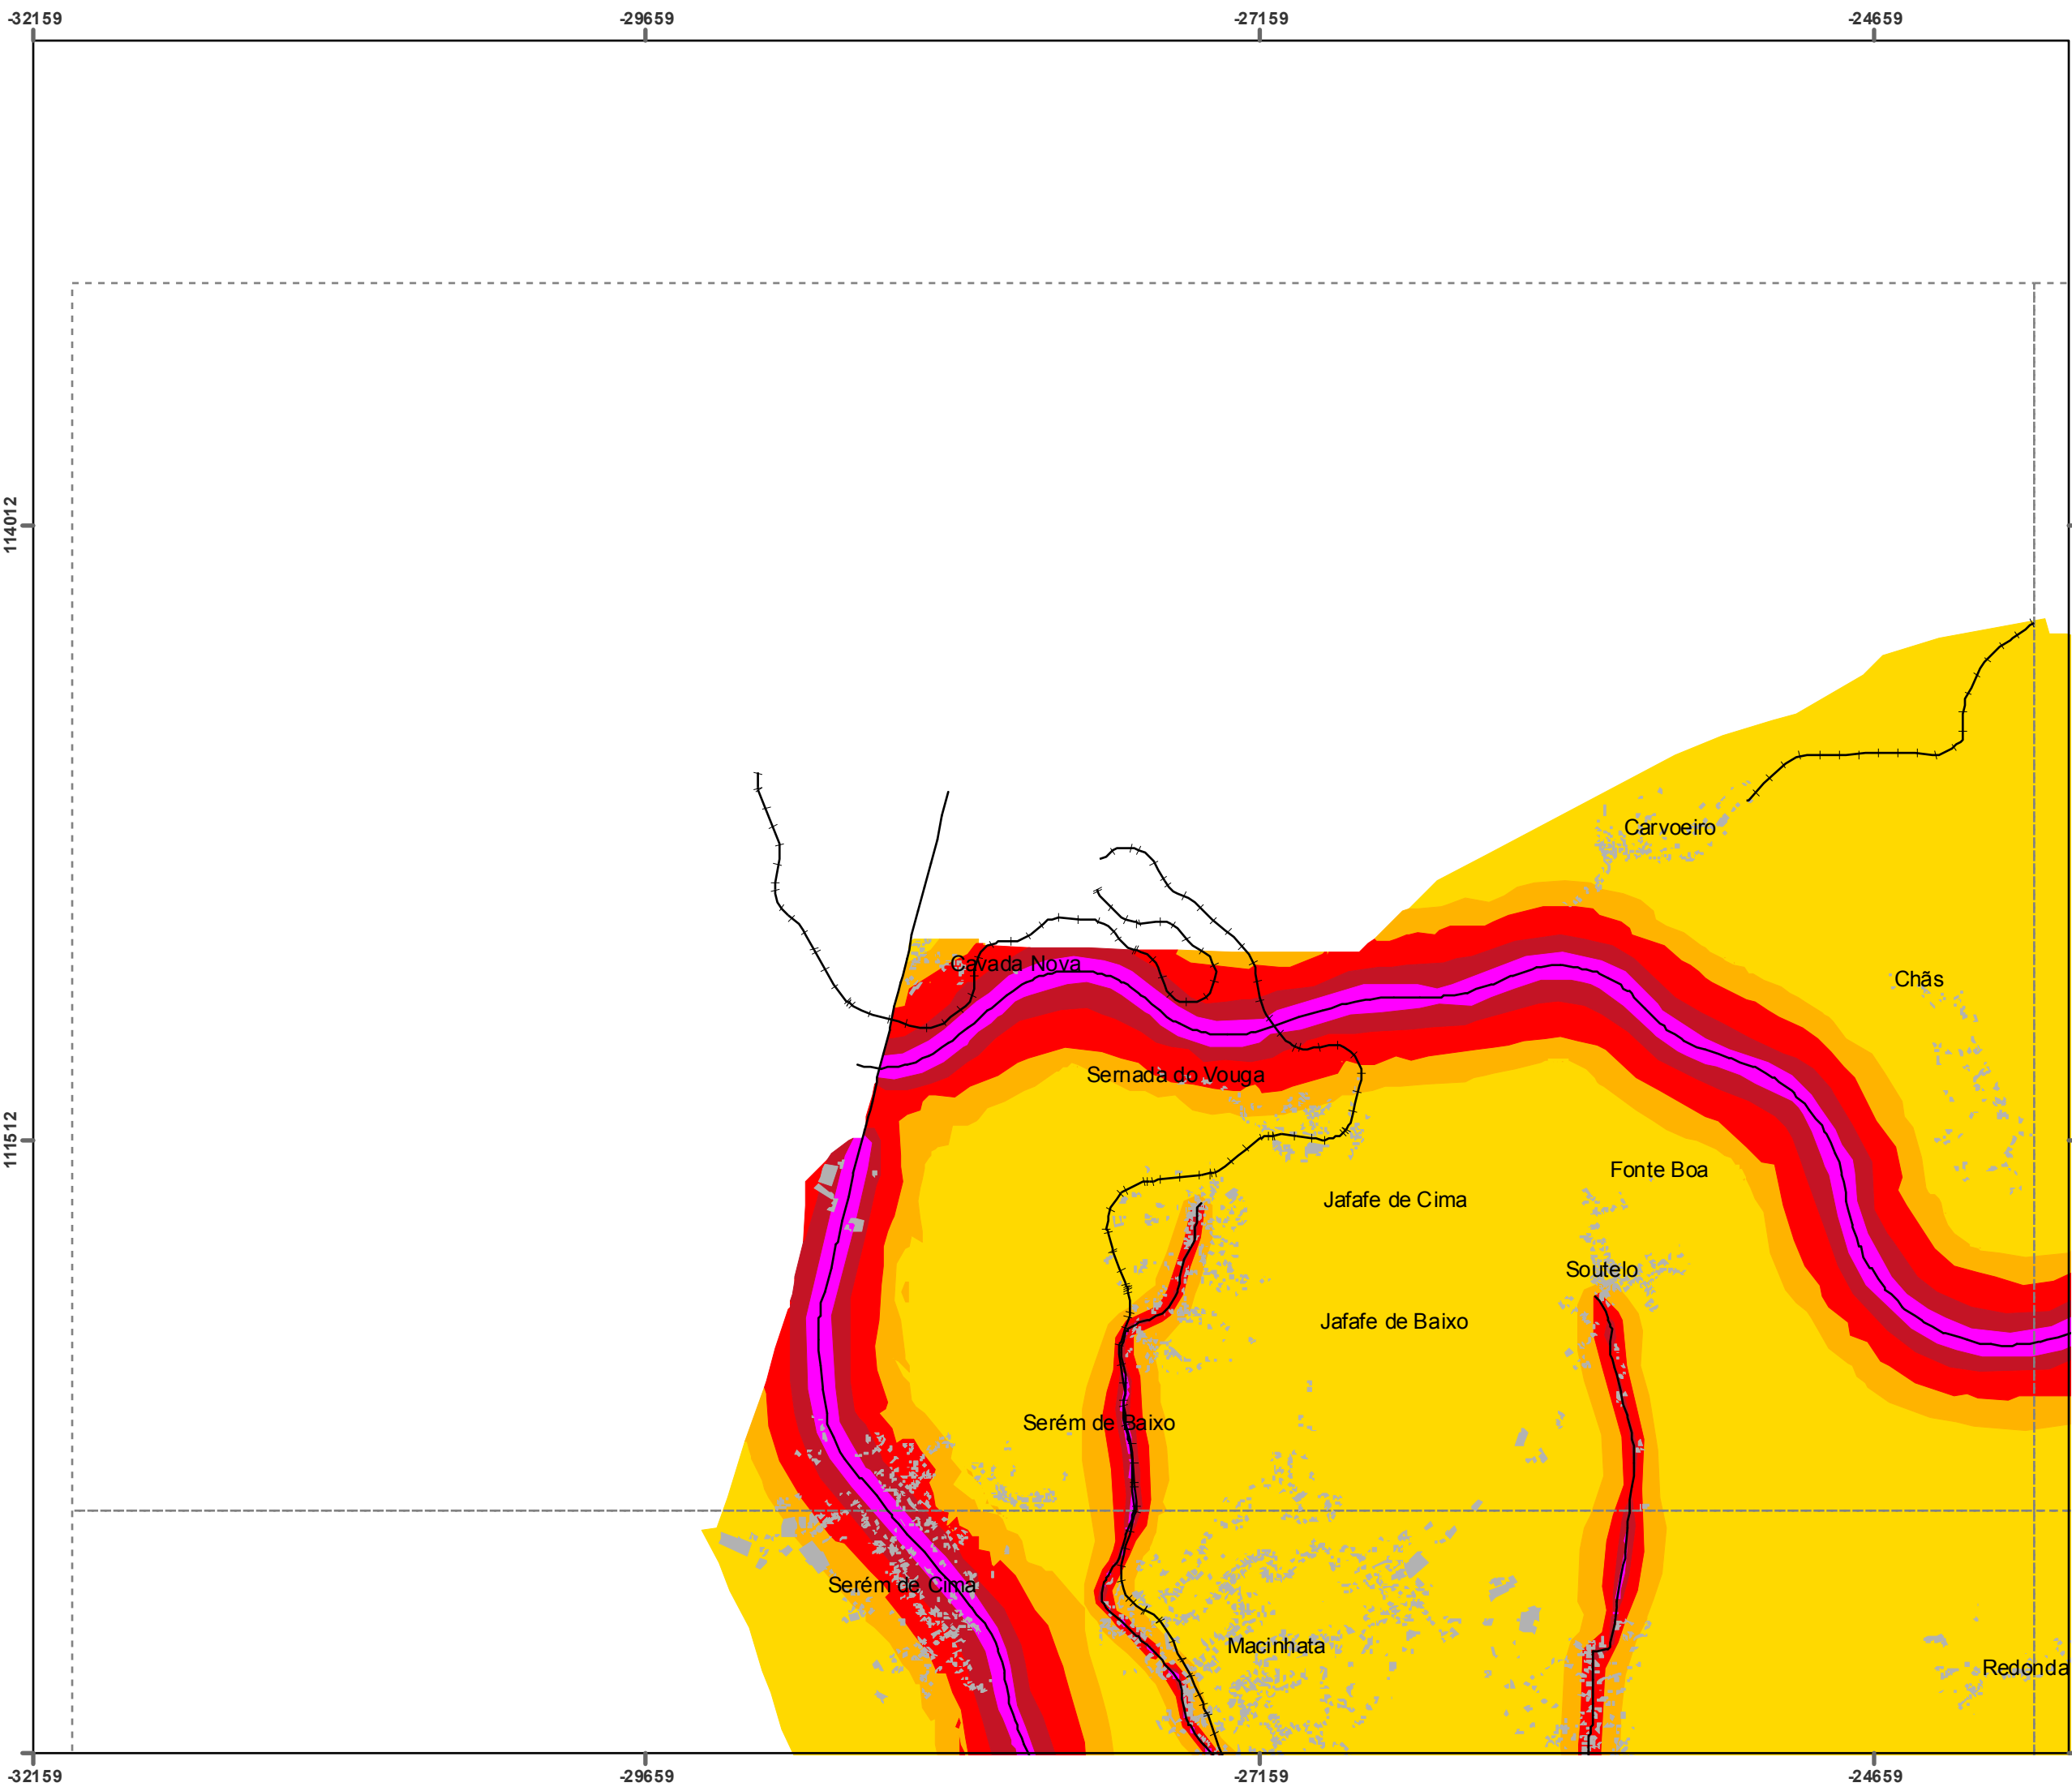 -32159 -29659 -27159 -24659
114012
Carvoeiro
Cavada Nova
Chãs
Sernada do Vouga
111512
Fonte Boa
Jafafe de Cima
Soutelo
Jafafe de Baixo
Serém de Baixo
Serém de Cima
Macinhata
Redonda
-32159 -29659 -27159 -24659